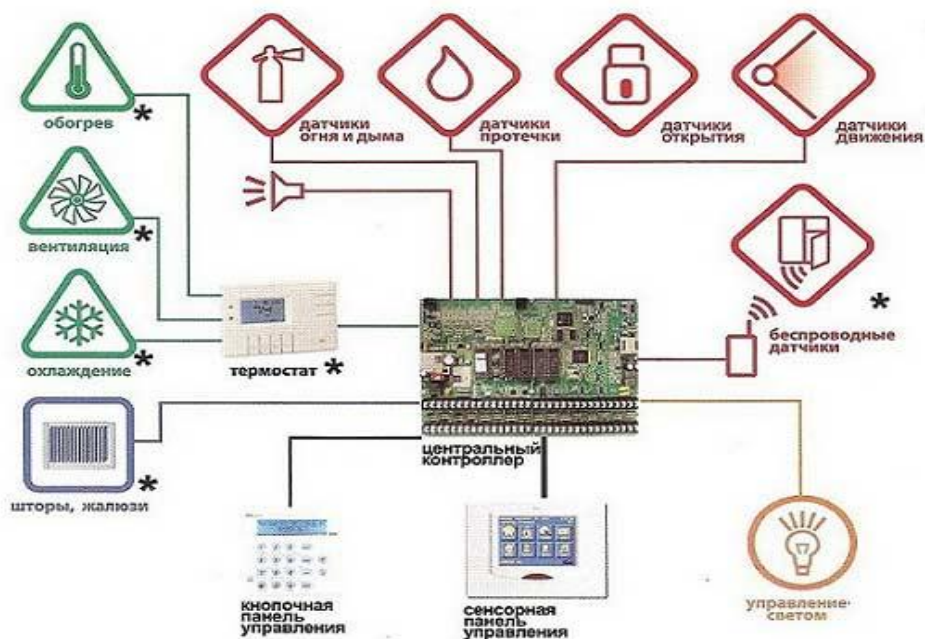 обогрев *
датчики
огня и дыма
датчики
протечки
датчики
открытия
датчики
движения
вентиляция *
охлаждение *
термостат *
*
беспроводные
датчики
центральный
контроллер
шторы, жалюзи *
кнопочная
панель
управления
сенсорная
панель
управления
управление-
светом